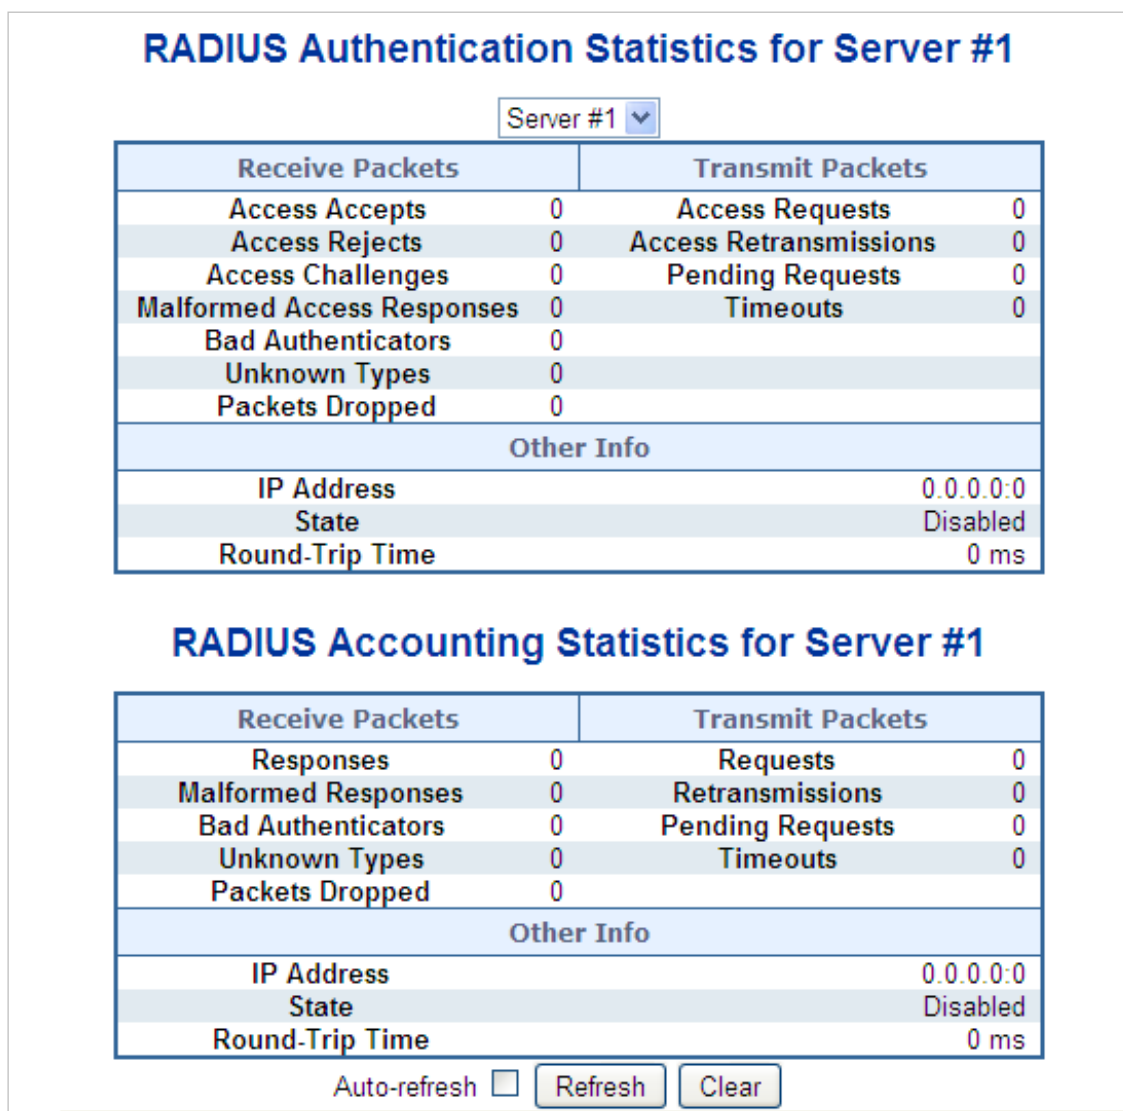 RADIUS Authentication Statistics for Server #1
Server #1
Receive Packets Transmit Packets
Access Accepts 0 Access Requests 0
Access Rejects 0 Access Retransmissions 0
Access Challenges 0 Pending Requests 0
Malformed Access Responses 0 Timeouts 0
Bad Authenticators 0
Unknown Types 0
Packets Dropped 0
Other Info
IP Address 0.0.0.0:0
State Disabled
Round-Trip Time 0 ms
RADIUS Accounting Statistics for Server #1
Receive Packets Transmit Packets
Responses 0 Requests 0
Malformed Responses 0 Retransmissions 0
Bad Authenticators 0 Pending Requests 0
Unknown Types 0 Timeouts 0
Packets Dropped 0
Other Info
IP Address 0.0.0.0:0
State Disabled
Round-Trip Time 0 ms
Auto-refresh Refresh Clear